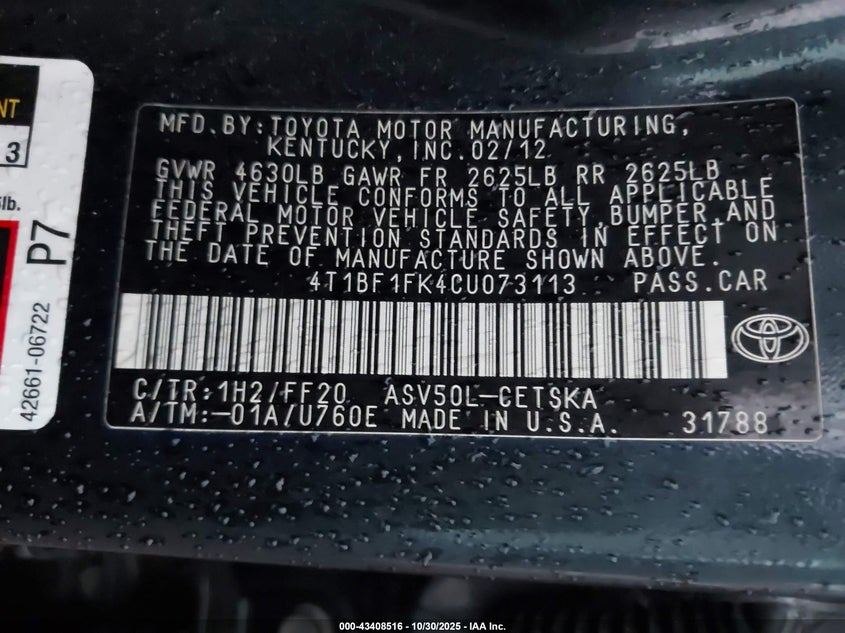 NT
3
lb.
P7
42661-06722
MFD.BY:TOYOTA MOTOR MANUFACTURING,
KENTUCKY,INC.02/12
GVWR 4630LB GAWR FR 2625LB RR 2625LB
THIS VEHICLE CONFORMS TO ALL APPLICABLE
FEDERAL MOTOR VEHICLE SAFETY,BUMPER,AND
THEFT PREVENTION STANDARDS IN EFFECT ON
THE DATE OF MANUFACTURE SHOWN ABOVE.
4T1BF1FK4CU073113 PASS.CAR
C/TR:1H2/FF20 ASV50L-CETSKA
A/TM:-01A/U760E MADE IN U.S.A. 31788
000-43408516 - 10/30/2025 - IAA Inc.